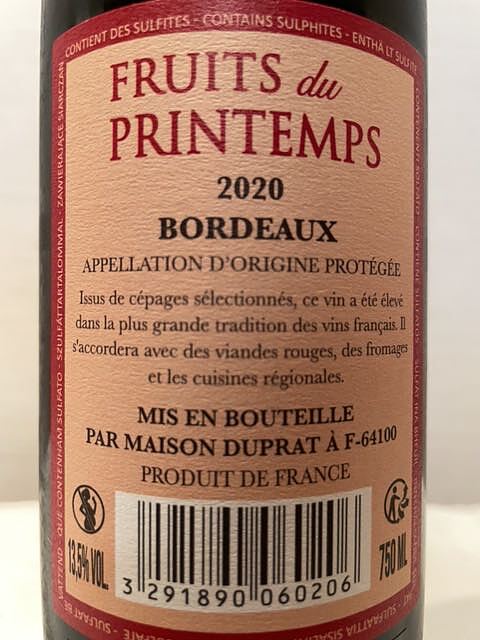 CONTIENT DES SULFITES - CONTAINS SULPHITES - ENTHÄLT SULFITE
FRUITS du
PRINTEMPS
2020
BORDEAUX
APPELLATION D'ORIGINE PROTÉGÉE
Issus de cépages sélectionnés, ce vin a été élevé
dans la plus grande tradition des vins français. Il
s'accordera avec des viandes rouges, des fromages
et les cuisines régionales.
MIS EN BOUTEILLE
PAR MAISON DUPRAT À F-64100
PRODUIT DE FRANCE
13,5% VOL.
750 ML
3 291890 060206
QUE CONTENHAM SULFATO - SZULFÁTTARTALOMMAL - ZAWIERAJĄCE SIARCZAN